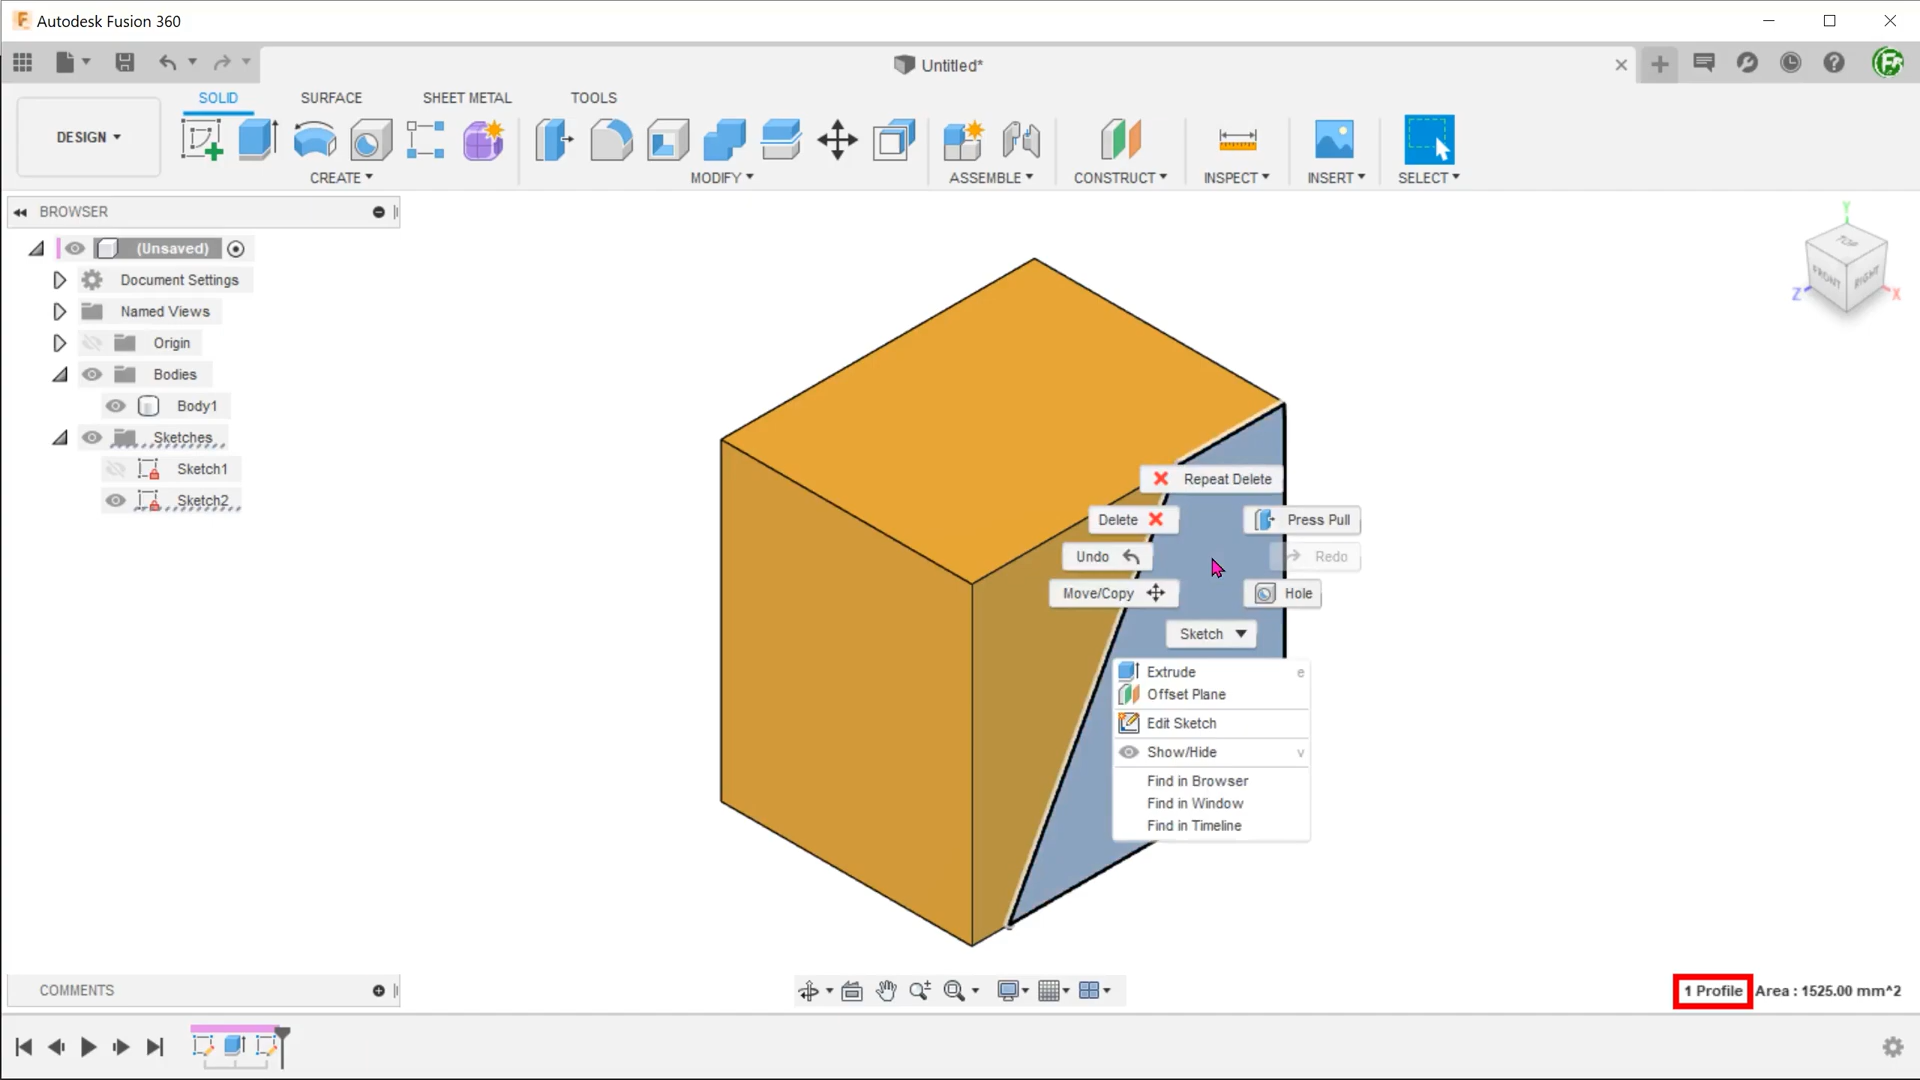 Autodesk Fusion 360
Untitled*
SOLID SURFACE SHEET METAL TOOLS
DESIGN
CREATE MODIFY ASSEMBLE CONSTRUCT INSPECT INSERT SELECT
BROWSER
(Unsaved)
Document Settings
Named Views
Origin
Bodies
Body1
Sketches
Sketch1
Sketch2
Y
TOP
FRONT
RIGHT
Z
X
Repeat Delete
Delete
Press Pull
Undo
Redo
Move/Copy
Hole
Sketch
Extrude e
Offset Plane
Edit Sketch
Show/Hide v
Find in Browser
Find in Window
Find in Timeline
COMMENTS
1 Profile Area : 1525.00 mm^2